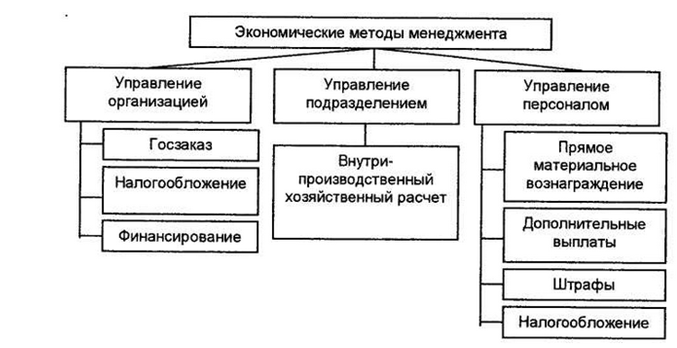 Экономические методы менеджмента
Управление
организацией
Госзаказ
Налогообложение
Финансирование
Управление
подразделением
Внутри-
производственный
хозяйственный расчет
Управление
персоналом
Прямое
материальное
вознаграждение
Дополнительные
выплаты
Штрафы
Налогообложение